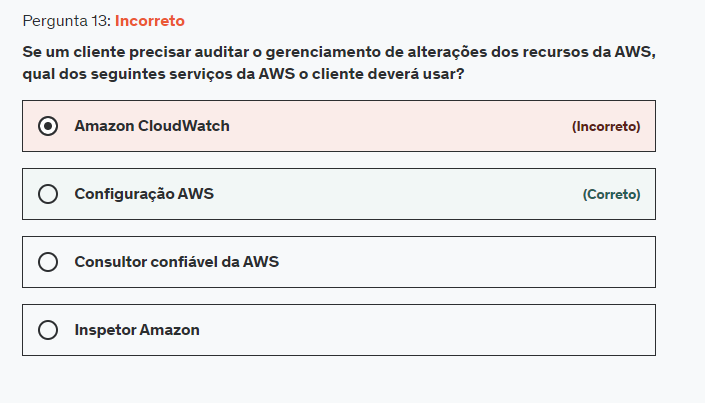 Pergunta 13: Incorreto
Se um cliente precisar auditar o gerenciamento de alterações dos recursos da AWS,
qual dos seguintes serviços da AWS o cliente deverá usar?
Amazon CloudWatch (Incorreto)
Configuração AWS (Correto)
Consultor confiável da AWS
Inspetor Amazon